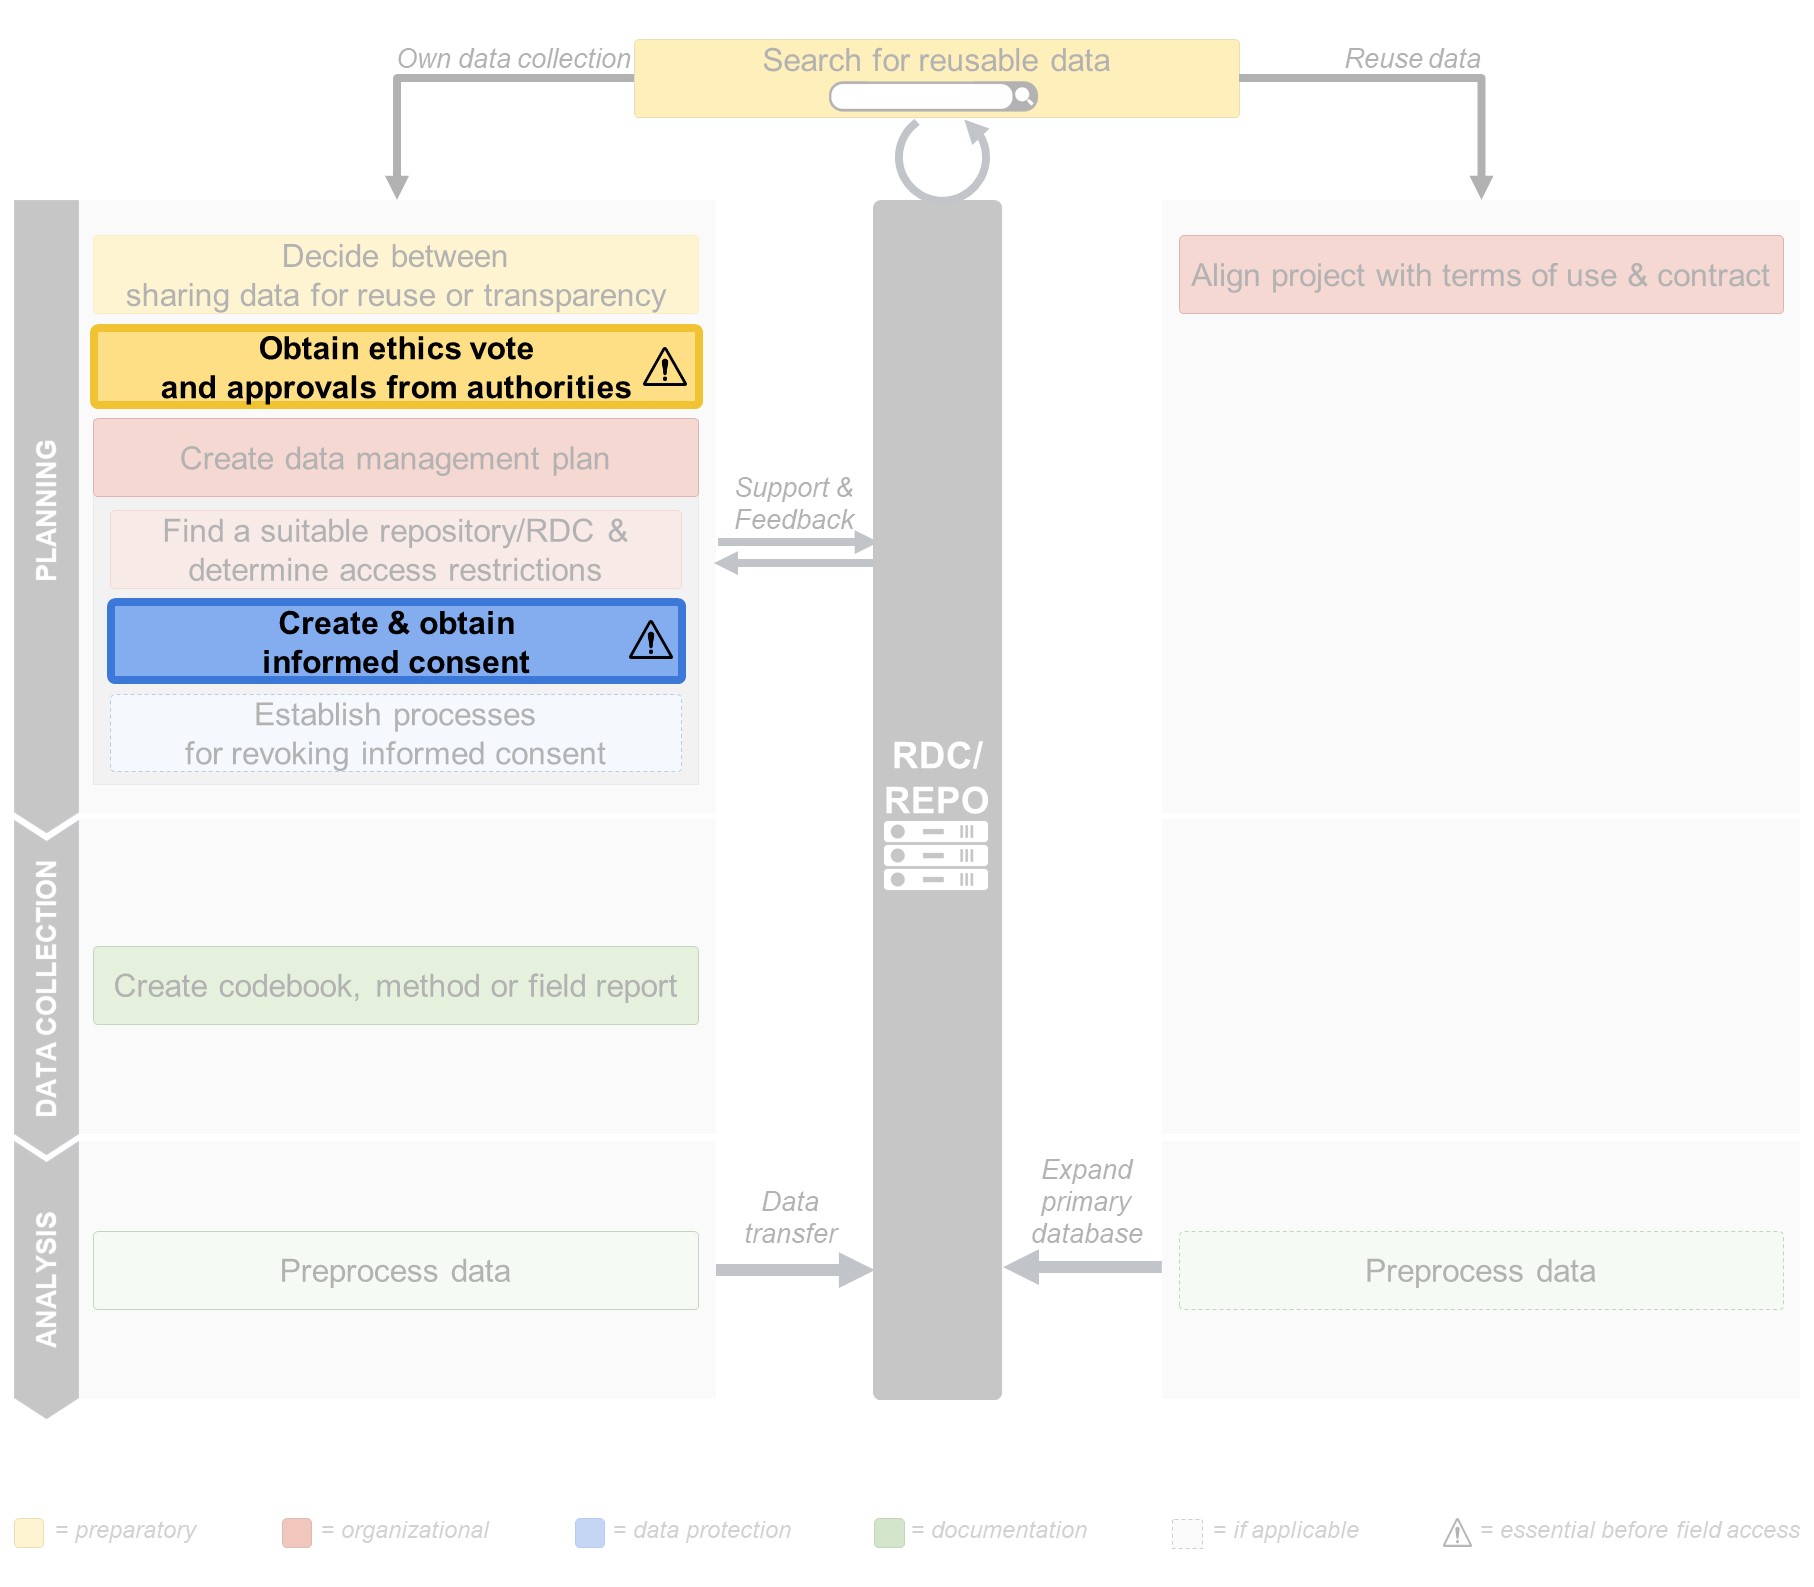 Own data collection
Search for reusable data
Reuse data
PLANNING
Decide between
sharing data for reuse or transparency
Obtain ethics vote
and approvals from authorities
Create data management plan
Find a suitable repository/RDC &
determine access restrictions
Create & obtain
informed consent
Establish processes
for revoking informed consent
Support &
Feedback
RDC/
REPO
Align project with terms of use & contract
DATA COLLECTION
Create codebook, method or field report
ANALYSIS
Preprocess data
Data
transfer
Expand
primary
database
Preprocess data
= preparatory
= organizational
= data protection
= documentation
= if applicable
= essential before field access